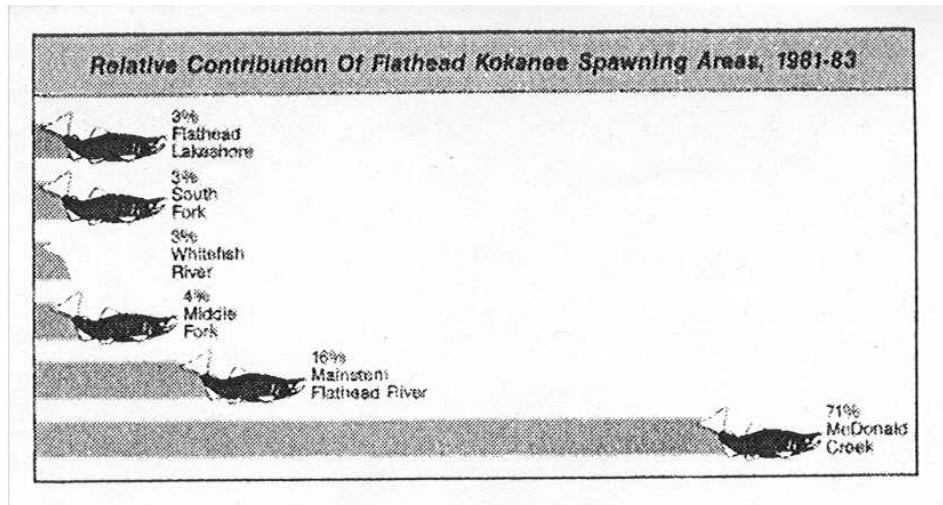 Relative Contribution Of Flathead Kokanee Spawning Areas, 1981-83
3%
Flathead
Lakeshore
3%
South
Fork
3%
Whitefish
River
4%
Middle
Fork
16%
Mainstem
Flathead River
71%
McDonald
Creek